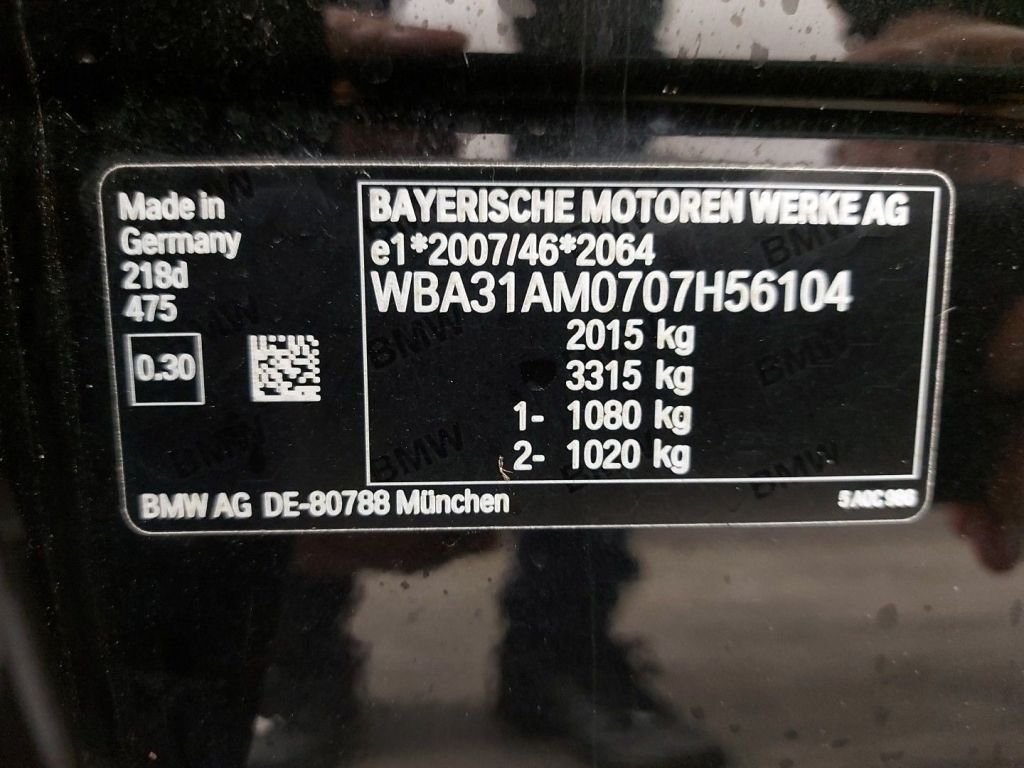 Made in
Germany
218d
475
0.30
BAYERISCHE MOTOREN WERKE AG
e1*2007/46*2064
WBA31AM0707H56104
2015 kg
3315 kg
1- 1080 kg
2- 1020 kg
BMW AG DE-80788 München